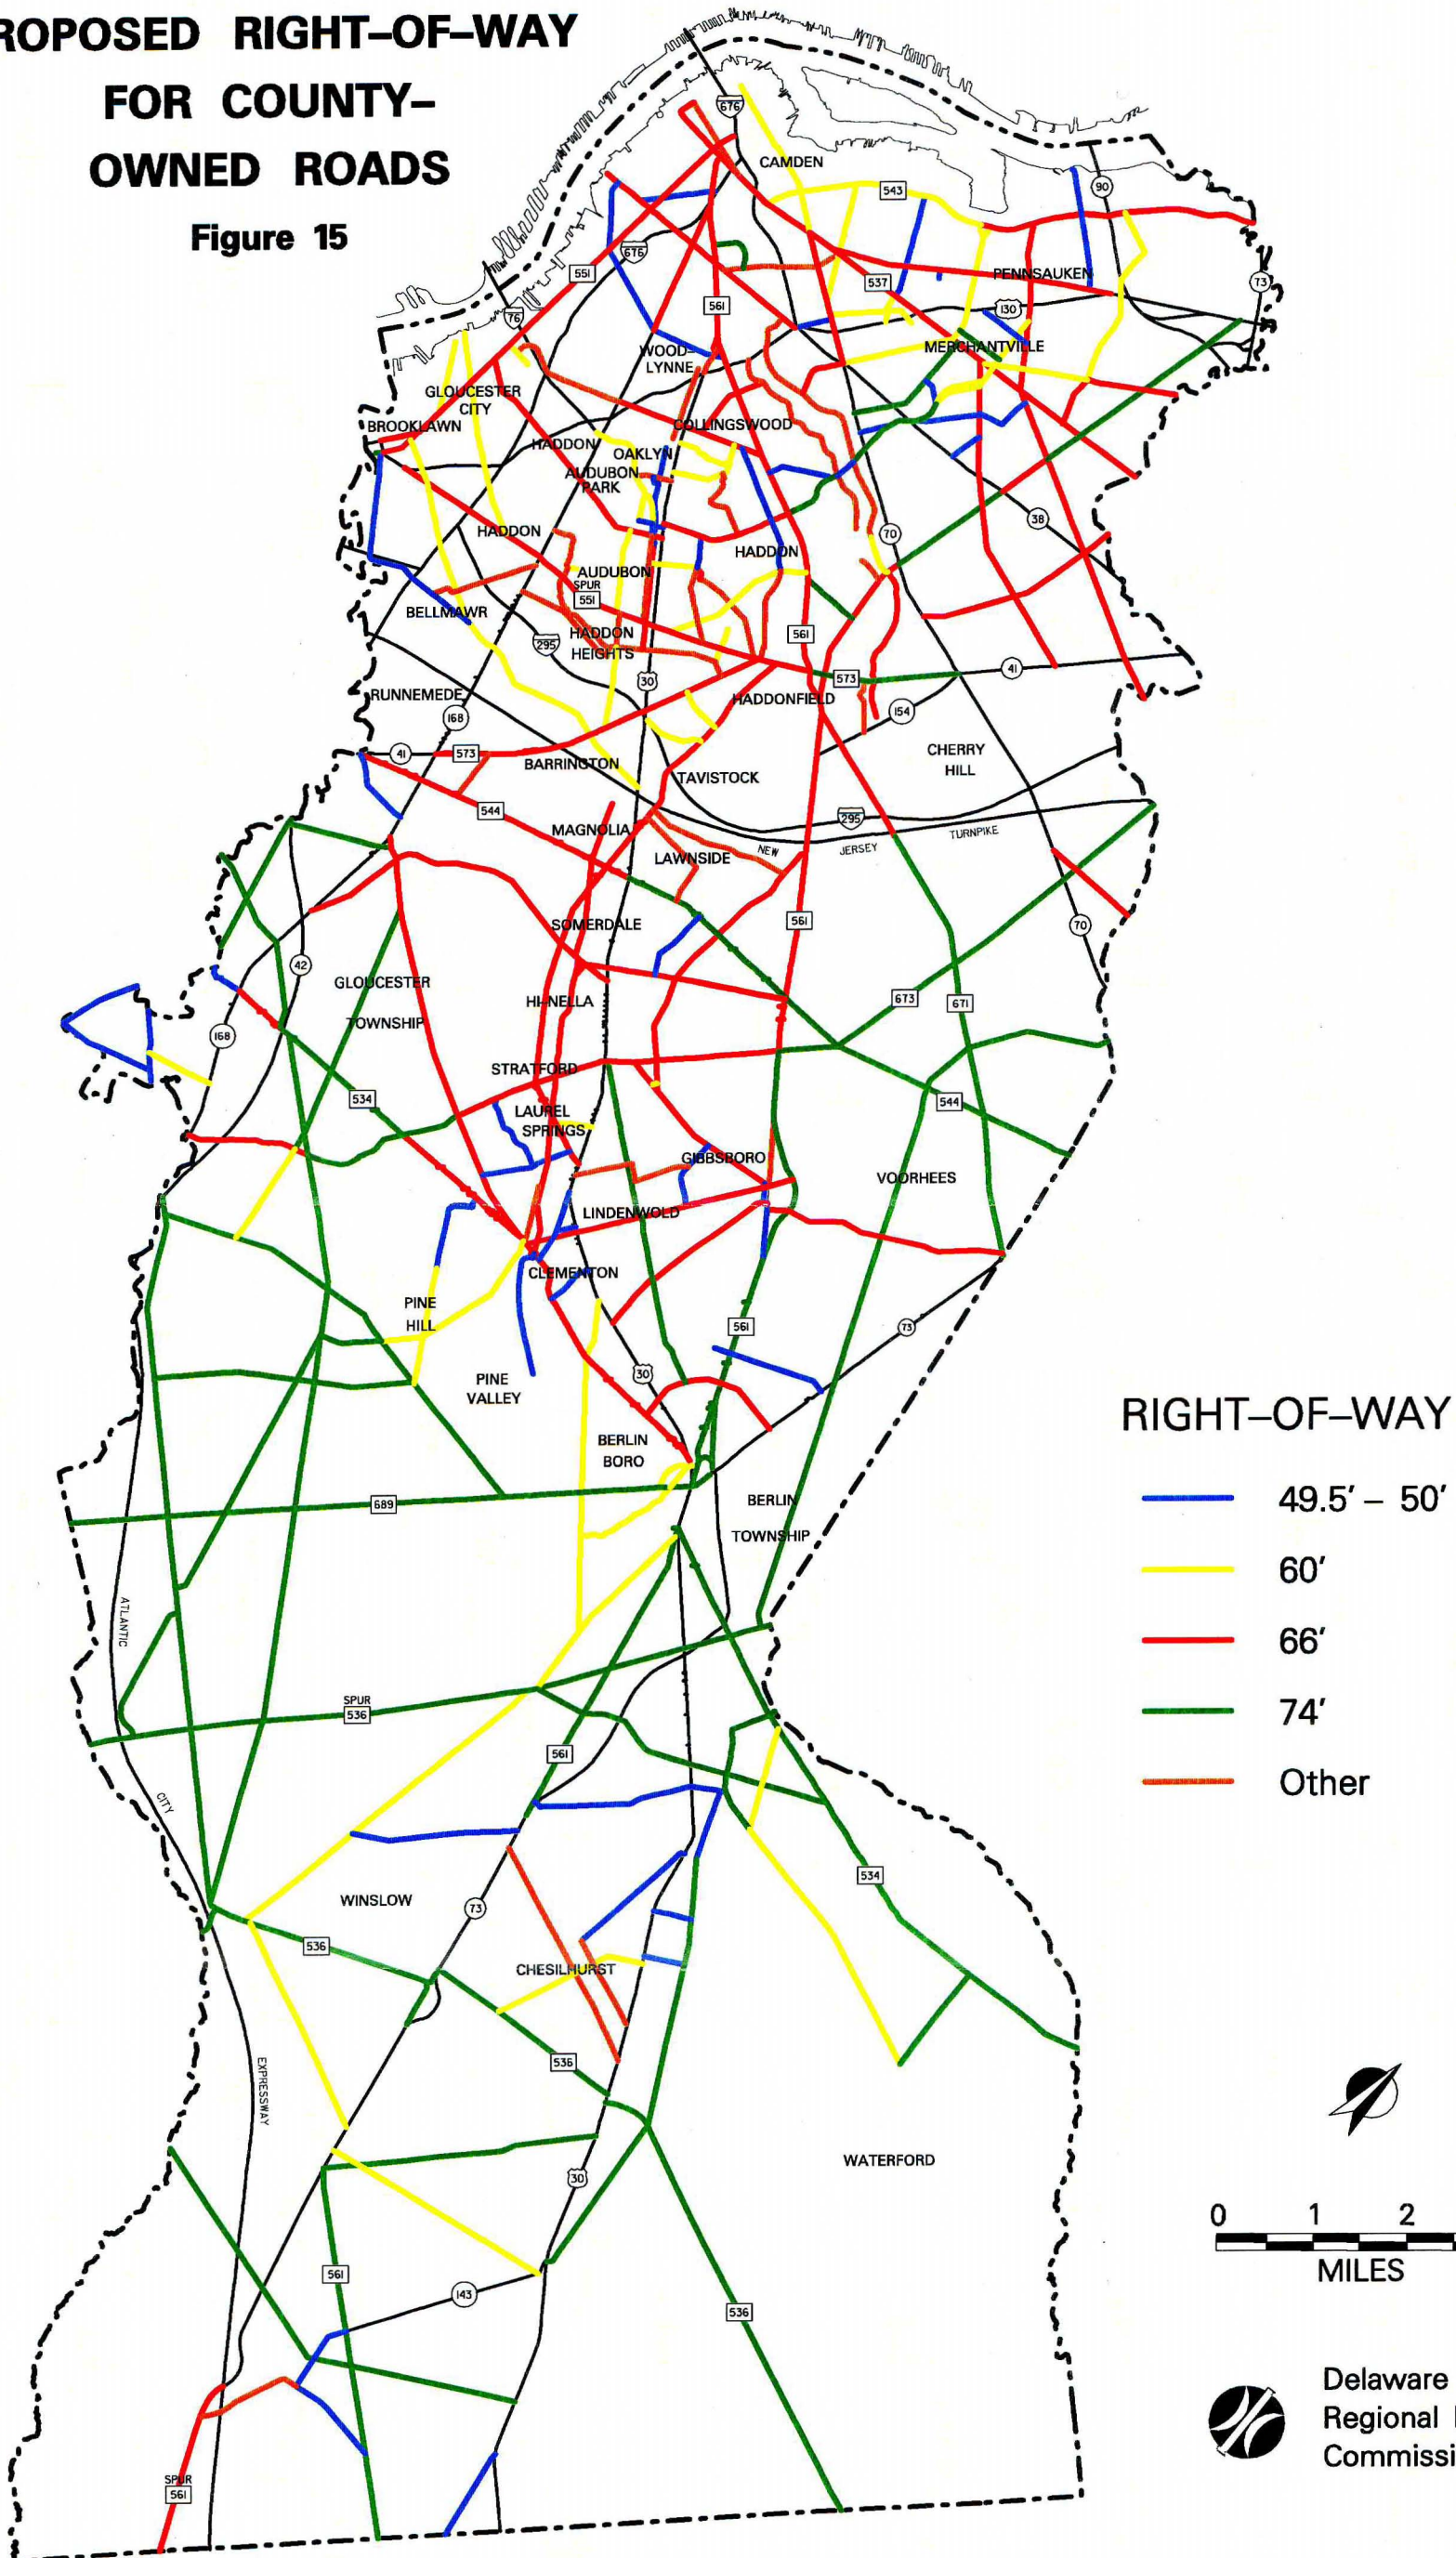 ROPOSED RIGHT–OF–WAY
FOR COUNTY–
OWNED ROADS
Figure 15
676
CAMDEN
543
90
676
551
537
PENNSAUKEN
73
561
76
130
WOOD–
LYNNE
MERCHANTVILLE
GLOUCESTER
CITY
BROOKLAWN
COLLINGSWOOD
HADDON
OAKLYN
AUDUBON
PARK
38
HADDON
70
HADDON
AUDUBON
SPUR
551
BELLMAWR
HADDON
HEIGHTS
295
561
30
573
41
RUNNEMEDE
HADDONFIELD
168
154
41
573
BARRINGTON
TAVISTOCK
CHERRY
HILL
544
MAGNOLIA
295
NEW
JERSEY
TURNPIKE
LAWNSIDE
SOMERDALE
561
70
42
GLOUCESTER
TOWNSHIP
HI–NELLA
673
671
168
STRATFORD
534
LAUREL
SPRINGS
544
GIBBSBORO
VOORHEES
LINDENWOLD
CLEMENTON
PINE
HILL
561
73
PINE
VALLEY
30
RIGHT–OF–WAY
BERLIN
BORO
49.5′ – 50′
689
BERLIN
TOWNSHIP
60′
ATLANTIC
66′
SPUR
536
74′
561
Other
CITY
534
WINSLOW
73
536
CHESILHURST
536
EXPRESSWAY
WATERFORD
30
0 1 2
MILES
561
143
536
Delaware
Regional
Commissi
SPUR
561